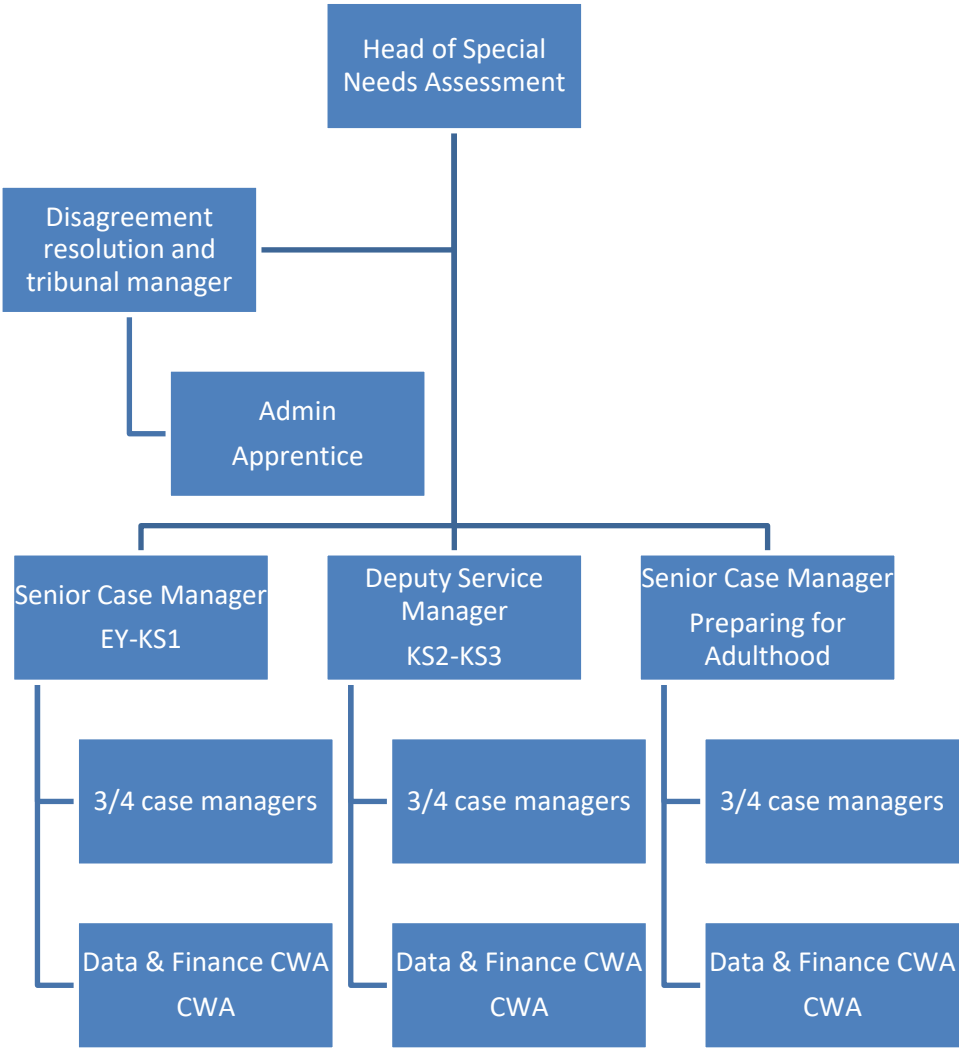 Head of Special
Needs Assessment
Disagreement
resolution and
tribunal manager
Admin
Apprentice
Senior Case Manager
EY-KS1
Deputy Service
Manager
KS2-KS3
Senior Case Manager
Preparing for
Adulthood
3/4 case managers
3/4 case managers
3/4 case managers
Data & Finance CWA
CWA
Data & Finance CWA
CWA
Data & Finance CWA
CWA